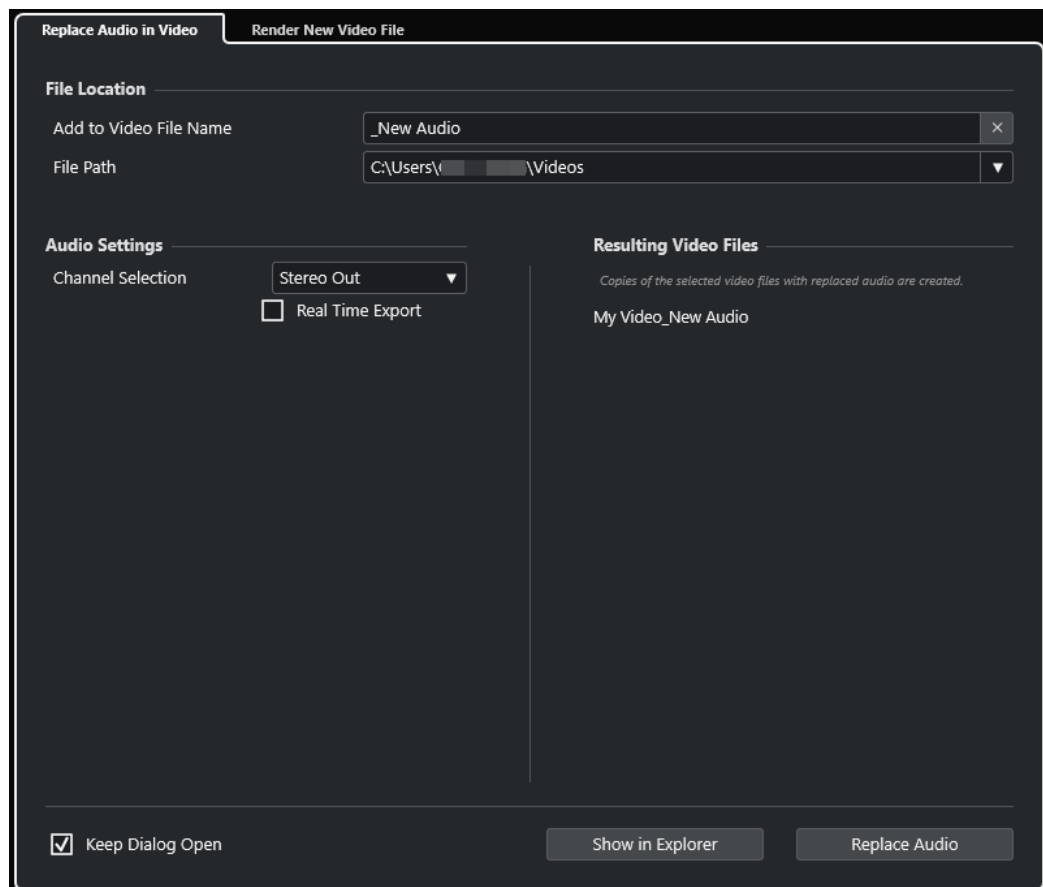 Replace Audio in Video
Render New Video File
File Location
Add to Video File Name
_New Audio
File Path
C:\Users\ \Videos
Audio Settings
Channel Selection
Stereo Out
Real Time Export
Resulting Video Files
Copies of the selected video files with replaced audio are created.
My Video_New Audio
Keep Dialog Open
Show in Explorer
Replace Audio